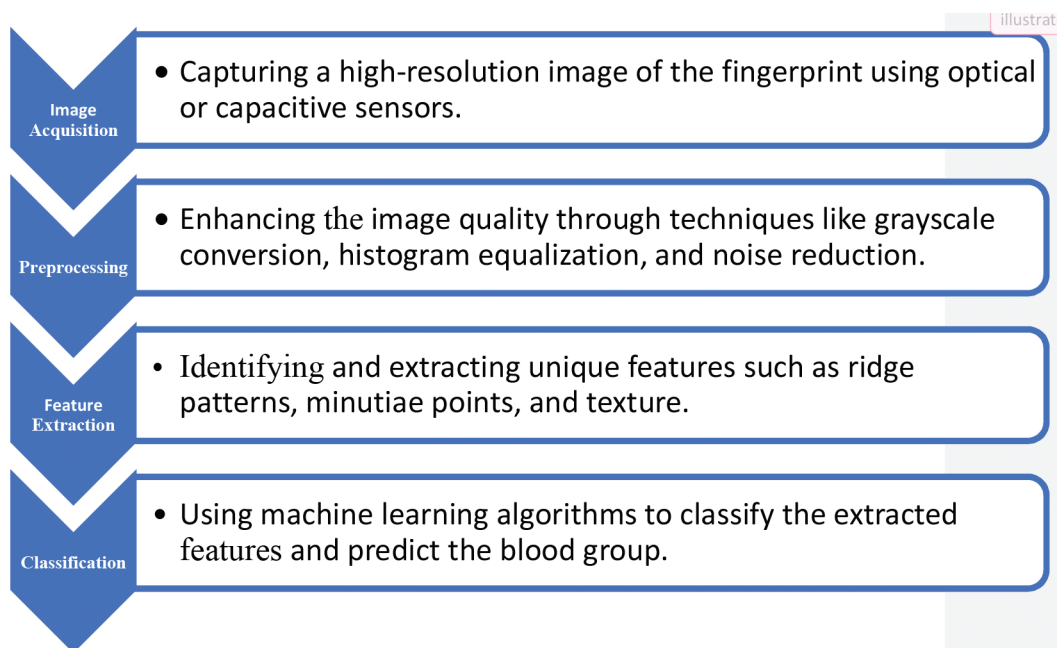 illustrat
Image
Acquisition
• Capturing a high-resolution image of the fingerprint using optical
or capacitive sensors.
Preprocessing
• Enhancing the image quality through techniques like grayscale
conversion, histogram equalization, and noise reduction.
Feature
Extraction
• Identifying and extracting unique features such as ridge
patterns, minutiae points, and texture.
Classification
• Using machine learning algorithms to classify the extracted
features and predict the blood group.